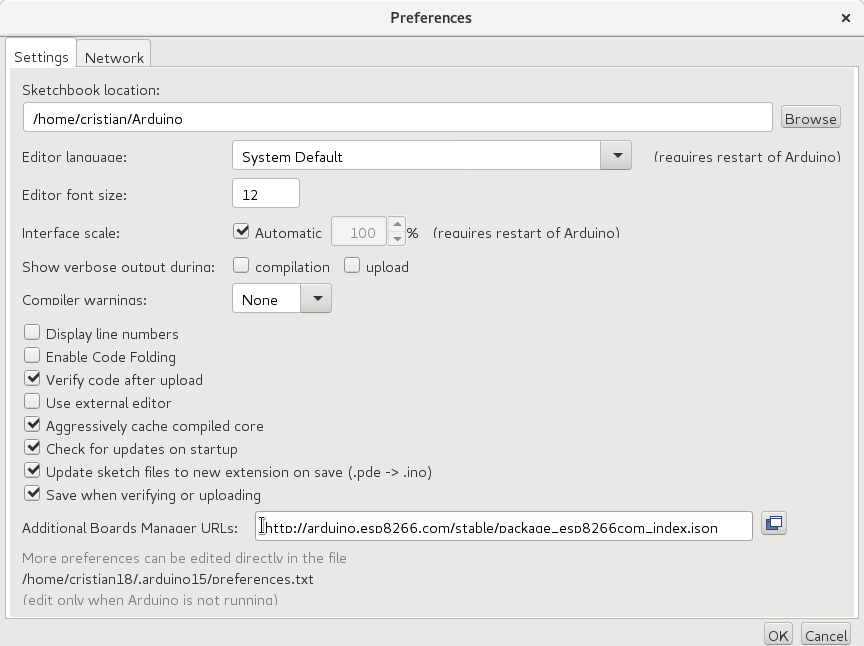 Preferences
Settings Network
Sketchbook location:
/home/cristian/Arduino Browse
Editor language: System Default (requires restart of Arduino)
Editor font size: 12
Interface scale: Automatic 100 % (requires restart of Arduino)
Show verbose output during: compilation upload
Compiler warnings: None
Display line numbers
Enable Code Folding
Verify code after upload
Use external editor
Aggressively cache compiled core
Check for updates on startup
Update sketch files to new extension on save (.pde -> .ino)
Save when verifying or uploading
Additional Boards Manager URLs: http://arduino.esp8266.com/stable/package_esp8266com_index.json
More preferences can be edited directly in the file
/home/cristian18/.arduino15/preferences.txt
(edit only when Arduino is not running)
OK Cancel